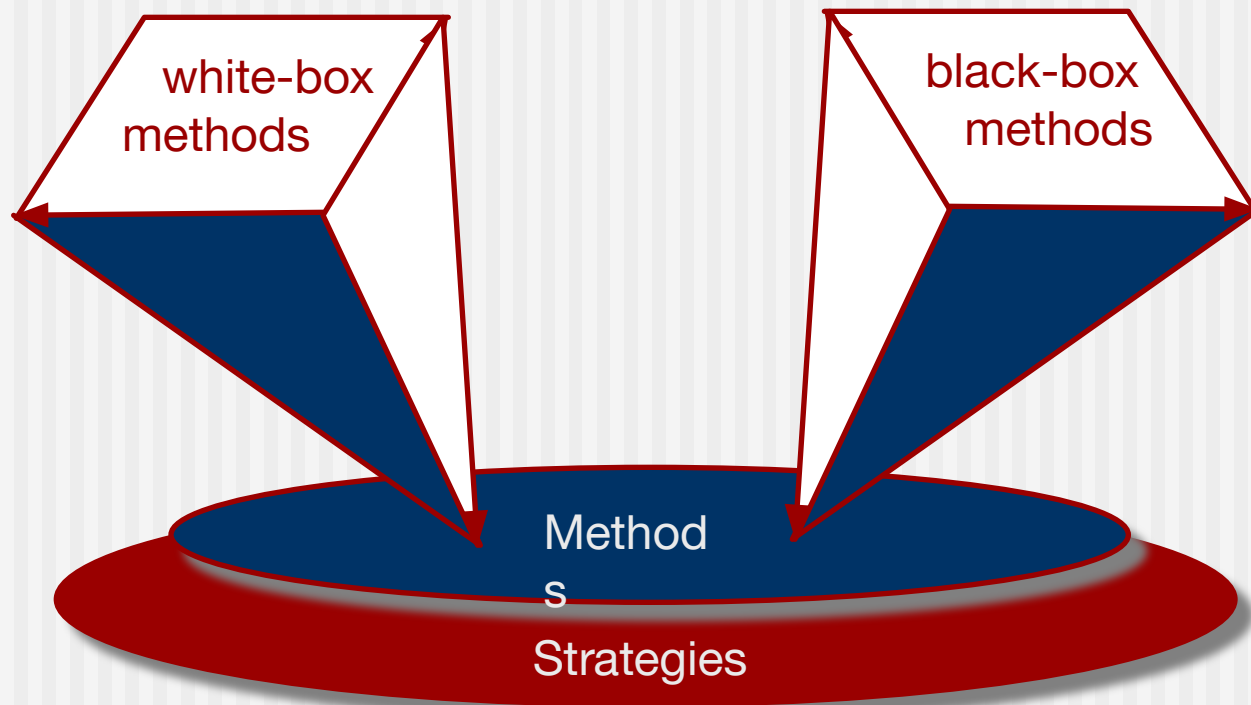 white-box
methods
black-box
methods
Method
s
Strategies